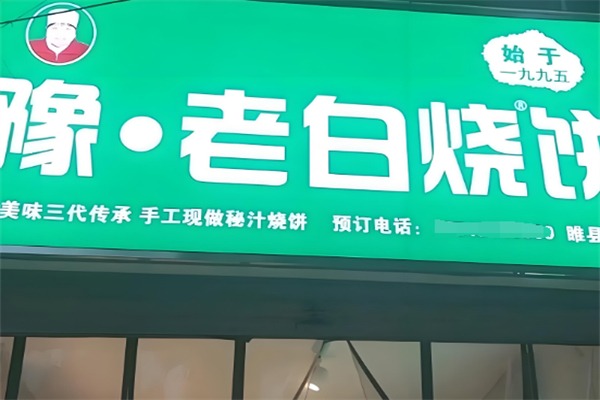 始于
一九九五
豫·老白烧饼®
美味三代传承 手工现做秘汁烧饼 预订电话： 0 睢县